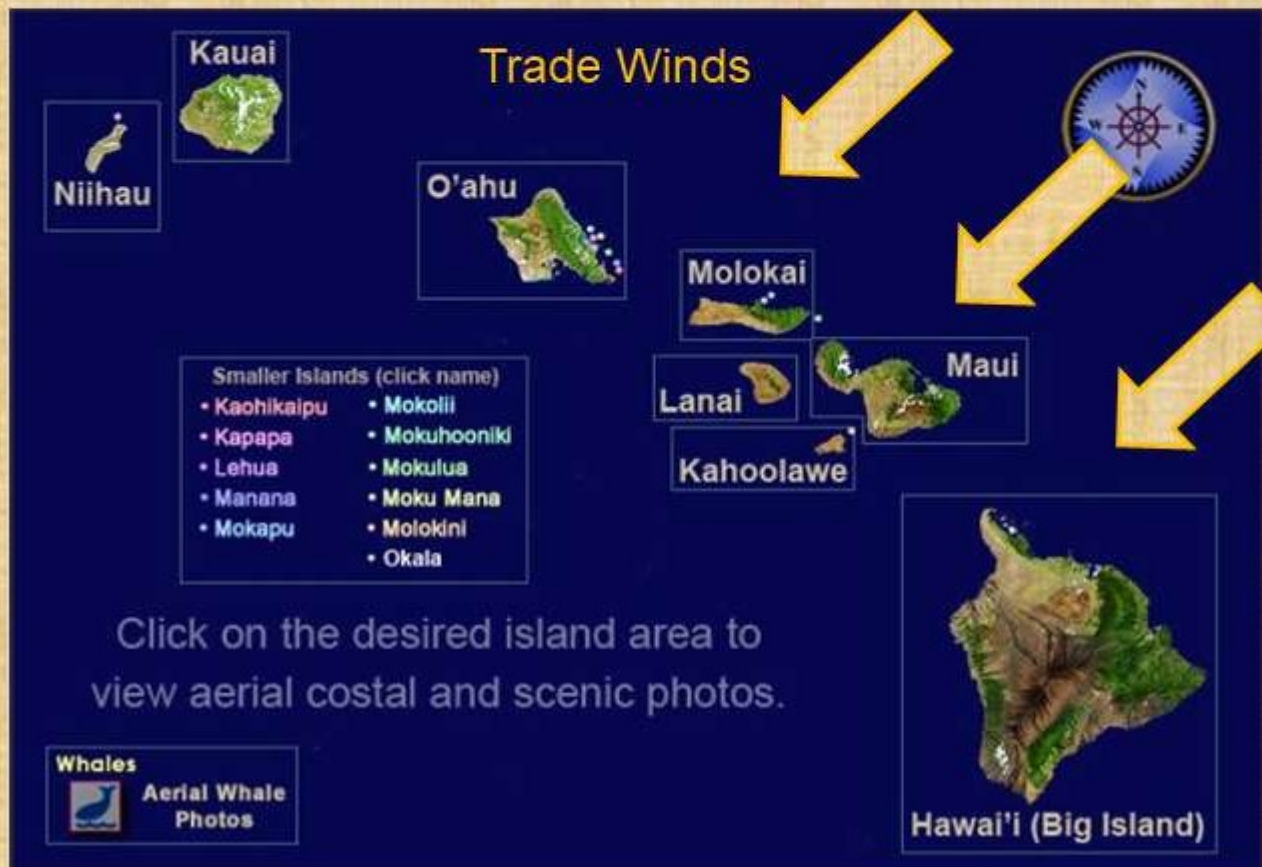 Trade Winds
Kauai
Niihau
O'ahu
N
W
E
S
Molokai
Lanai
Maui
Kahoolawe
Smaller Islands (click name)
• Kaohikaipu
• Kapapa
• Lehua
• Manana
• Mokapu
• Mokolii
• Mokuhooniki
• Mokulua
• Moku Mana
• Molokini
• Okala
Click on the desired island area to
view aerial costal and scenic photos.
Whales
Aerial Whale
Photos
Hawai'i (Big Island)